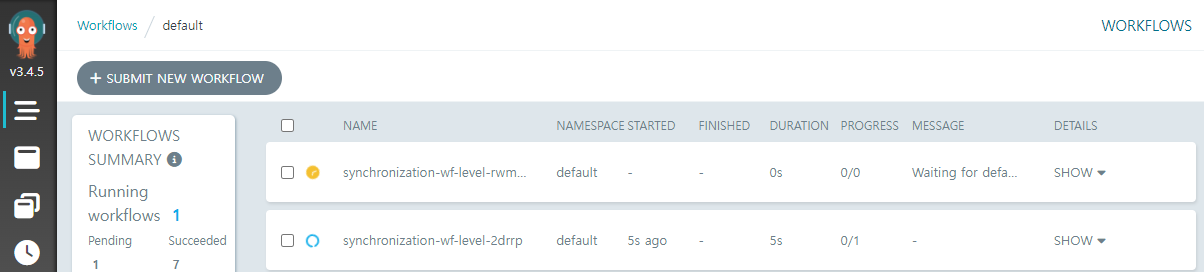 Workflows / default
WORKFLOWS
v3.4.5
+ SUBMIT NEW WORKFLOW
WORKFLOWS
SUMMARY
Running
workflows 1
Pending Succeeded
1 7
NAME NAMESPACE STARTED FINISHED DURATION PROGRESS MESSAGE DETAILS
synchronization-wf-level-rwm... default - - 0s 0/0 Waiting for defa... SHOW
synchronization-wf-level-2drrp default 5s ago - 5s 0/1 - SHOW